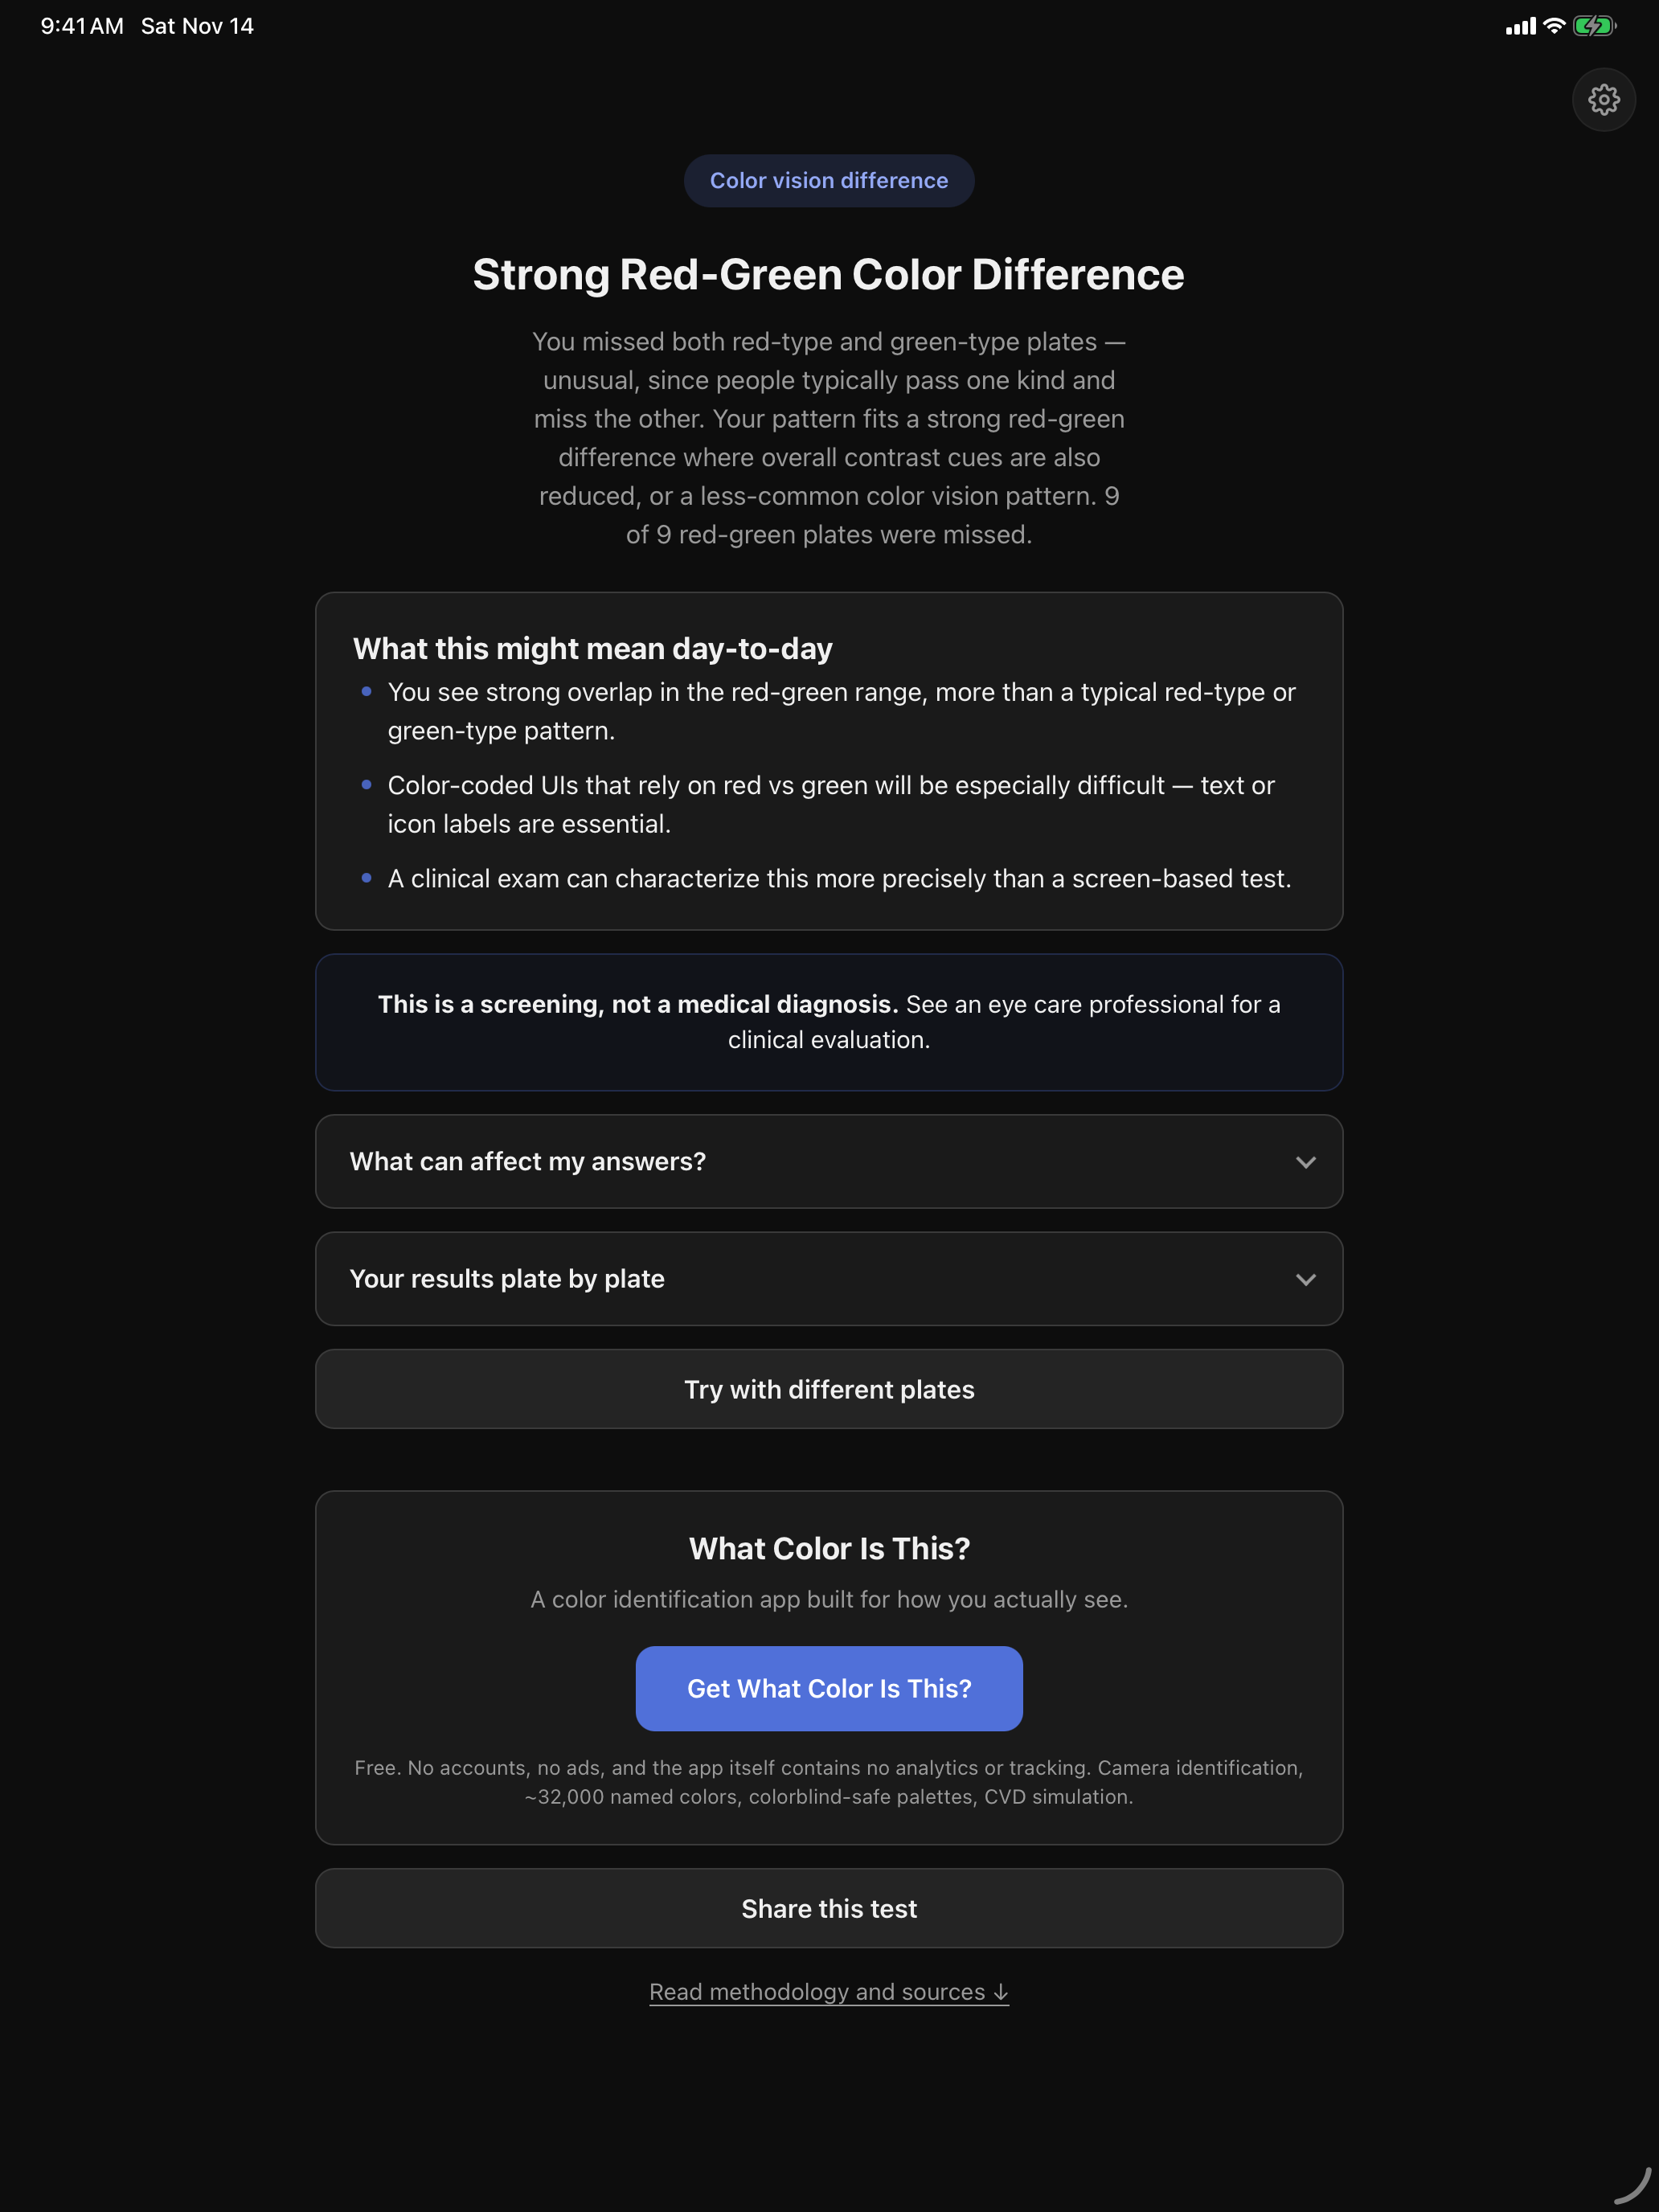 9:41 AM Sat Nov 14
Color vision difference
Strong Red-Green Color Difference
You missed both red-type and green-type plates —
unusual, since people typically pass one kind and
miss the other. Your pattern fits a strong red-green
difference where overall contrast cues are also
reduced, or a less-common color vision pattern. 9
of 9 red-green plates were missed.
What this might mean day-to-day
You see strong overlap in the red-green range, more than a typical red-type or
green-type pattern.
Color-coded UIs that rely on red vs green will be especially difficult — text or
icon labels are essential.
A clinical exam can characterize this more precisely than a screen-based test.
This is a screening, not a medical diagnosis. See an eye care professional for a
clinical evaluation.
What can affect my answers?
Your results plate by plate
Try with different plates
What Color Is This?
A color identification app built for how you actually see.
Get What Color Is This?
Free. No accounts, no ads, and the app itself contains no analytics or tracking. Camera identification,
~32,000 named colors, colorblind-safe palettes, CVD simulation.
Share this test
Read methodology and sources ↓